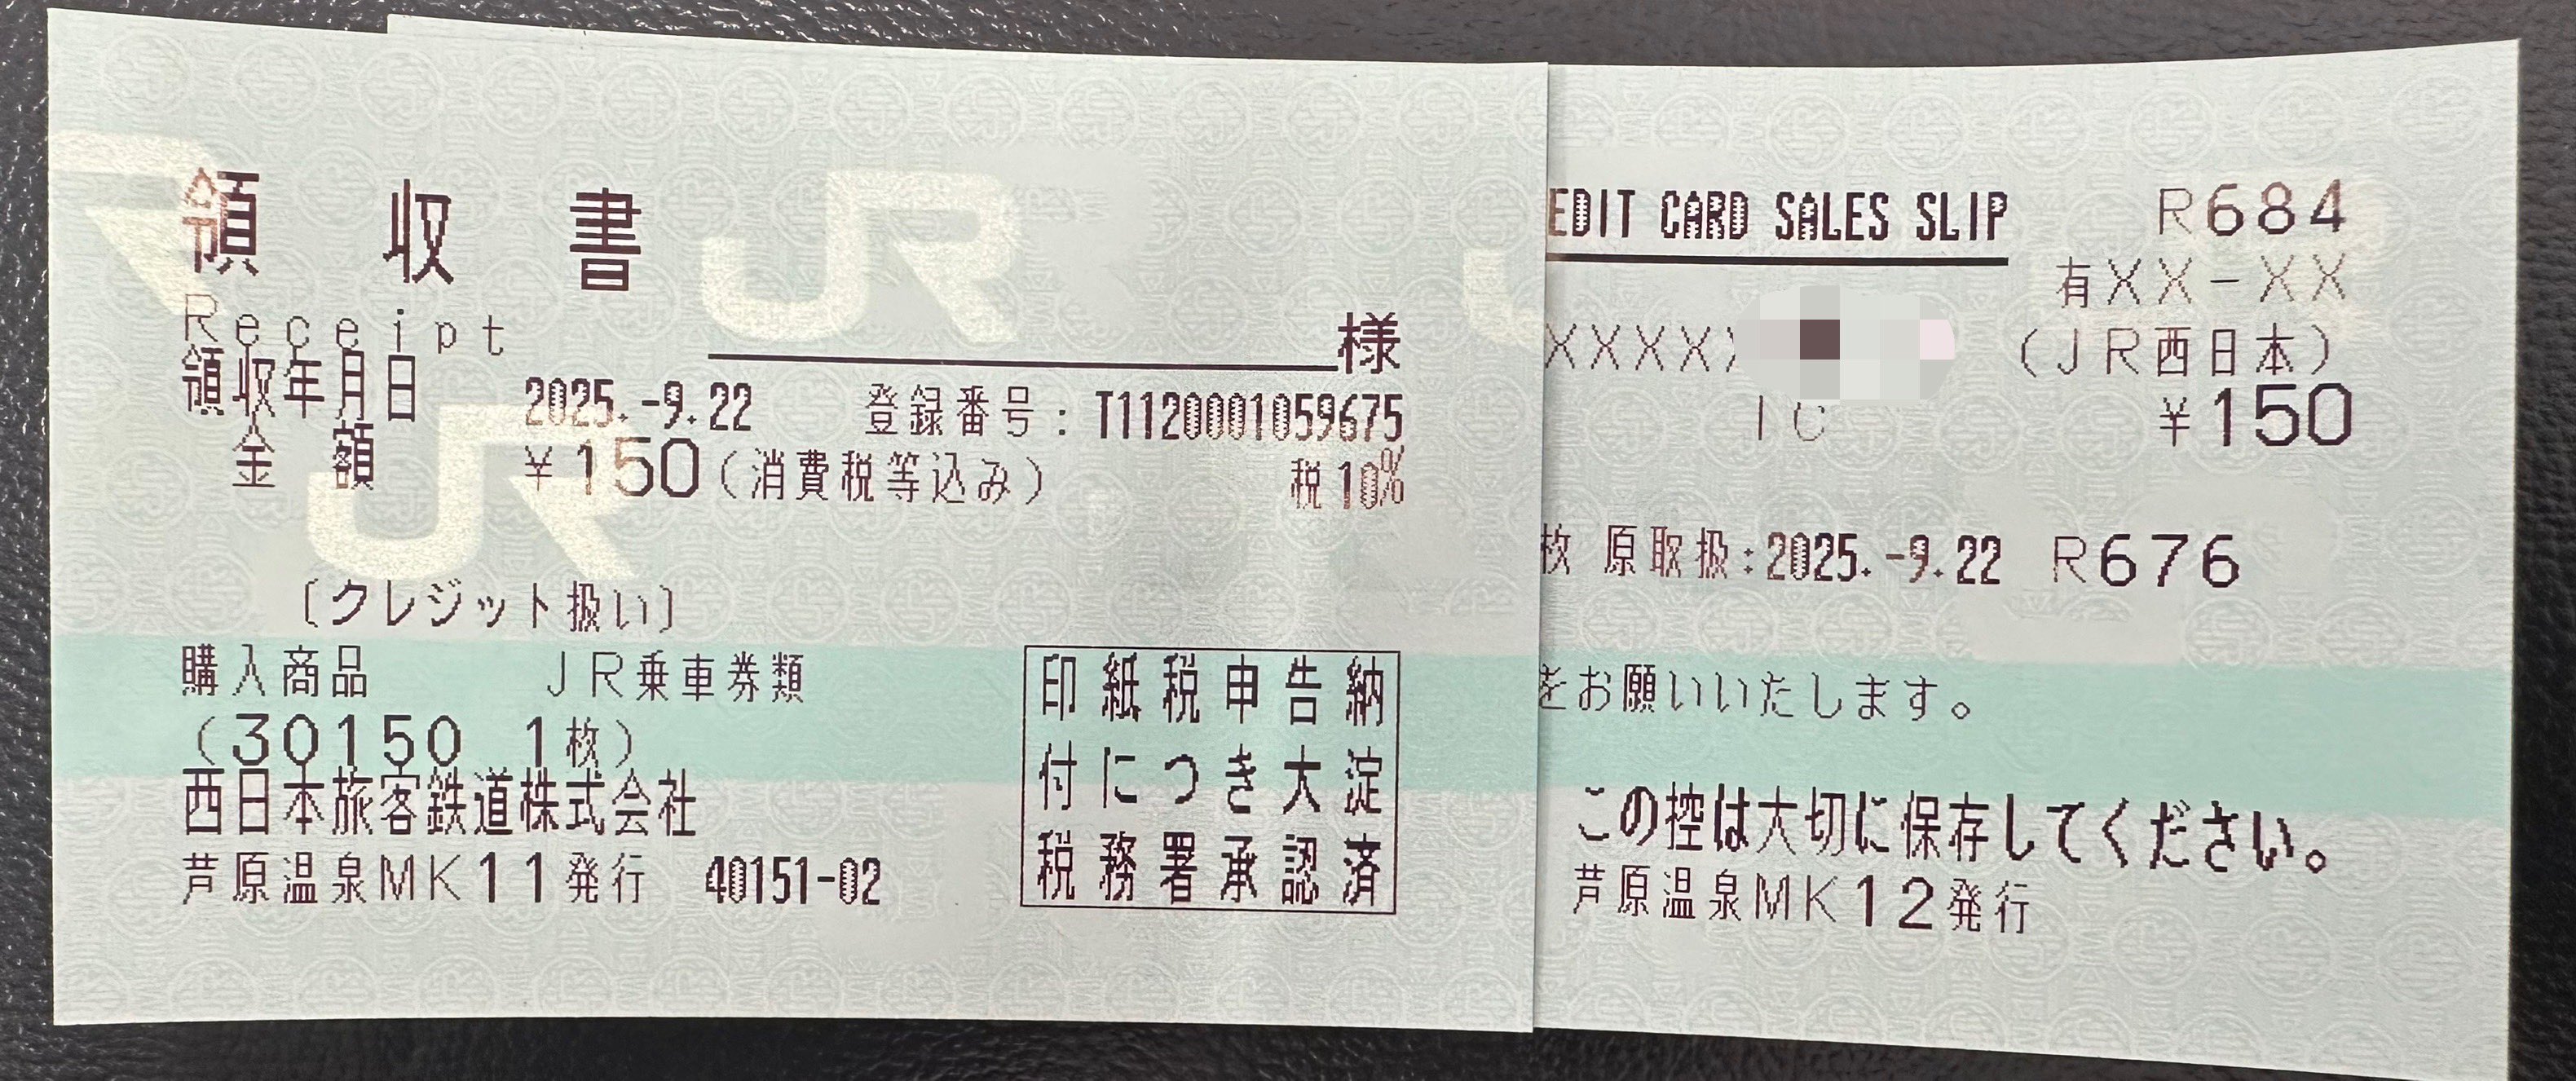 領収書
Receipt
様
領収年月日 2025.-9.22 登録番号:T1120001059675
金額 ¥150(消費税等込み) 税10%
〔クレジット扱い〕
購入商品 JR乗車券類
(30150 1枚)
西日本旅客鉄道株式会社
芦原温泉MK11発行 40151-02
印紙税申告納
付につき大淀
税務署承認済
JR
JR
EDIT CARD SALES SLIP R684
有XX-XX
XXXX (JR西日本)
¥150
枚 原取扱:2025.-9.22 R676
をお願いいたします。
この控は大切に保存してください。
芦原温泉MK12発行